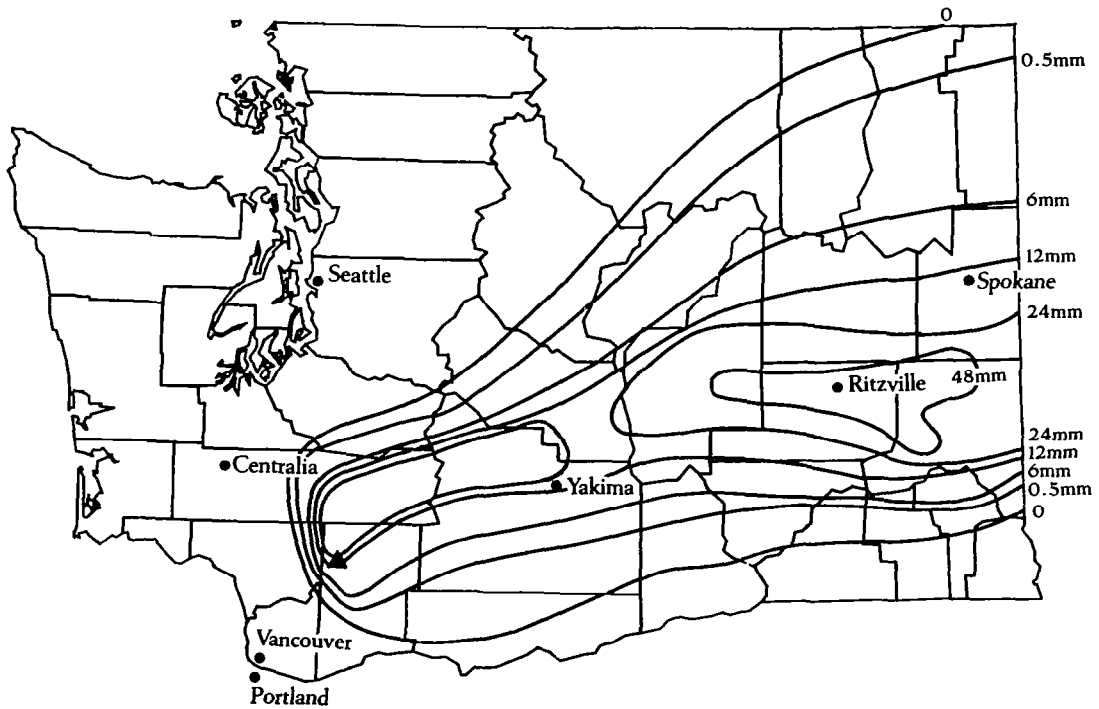 0
0.5mm
6mm
12mm
Seattle
Spokane
24mm
48mm
Ritzville
24mm
12mm
Centralia
6mm
Yakima
0.5mm
0
Vancouver
Portland